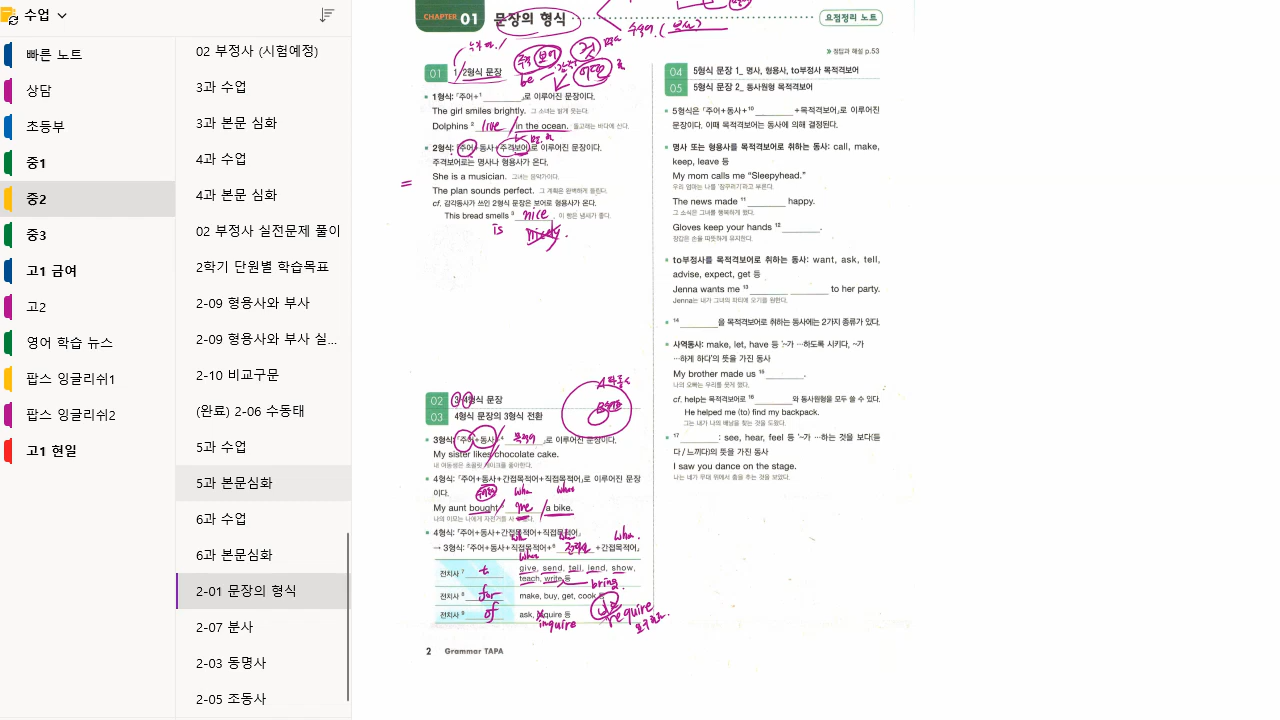 수업
빠른 노트
상담
초등부
중1
중2
중3
고1 금여
고2
영어 학습 뉴스
팝스 잉글리쉬1
팝스 잉글리쉬2
고1 현일
02 부정사 (시험예정)
3과 수업
3과 본문 심화
4과 수업
4과 본문 심화
02 부정사 실전문제 풀이
2학기 단원별 학습목표
2-09 형용사와 부사
2-09 형용사와 부사 실...
2-10 비교구문
(완료) 2-06 수동태
5과 수업
5과 본문심화
6과 수업
6과 본문심화
2-01 문장의 형식
2-07 분사
2-03 동명사
2-05 조동사
CHAPTER 01 문장의 형식
요점정리 노트
» 정답과 해설 p.53
수식어
주격 보어
be
01 1/2형식 문장
1형식: 「주어+1 」로 이루어진 문장이다.
The girl smiles brightly. 그 소녀는 밝게 웃는다.
Dolphins 2 live / in the ocean. 돌고래는 바다에 산다.
2형식: 「주어+동사+주격보어」로 이루어진 문장이다.
주격보어로는 명사나 형용사가 온다.
She is a musician. 그녀는 음악가이다.
= The plan sounds perfect. 그 계획은 완벽하게 들린다.
cf. 감각동사가 쓰인 2형식 문장은 보어로 형용사가 온다.
This bread smells 3 nice . 이 빵은 냄새가 좋다.
is nicely.
02 3·4형식 문장
03 4형식 문장의 3형식 전환
3형식: 「주어+동사+4 목적어 」로 이루어진 문장이다.
My sister likes chocolate cake.
내 여동생은 초콜릿 케이크를 좋아한다.
4형식: 「주어+동사+간접목적어+직접목적어」로 이루어진 문장
이다.
My aunt bought / me / a bike.
나의 이모는 나에게 자전거를 사 주었다.
4형식: 「주어+동사+간접목적어+직접목적어」
→ 3형식: 「주어+동사+직접목적어+6 전치사 +간접목적어」
전치사 7 t give, send, tell, lend, show,
teach, write 등
bring
전치사 8 for make, buy, get, cook 등
전치사 9 of ask, inquire 등
inquire
require
2 Grammar TAPA
04 5형식 문장 1_ 명사, 형용사, to부정사 목적격보어
05 5형식 문장 2_ 동사원형 목적격보어
5형식은 「주어+동사+10 +목적격보어」로 이루어진
문장이다. 이때 목적격보어는 동사에 의해 결정된다.
명사 또는 형용사를 목적격보어로 취하는 동사: call, make,
keep, leave 등
My mom calls me “Sleepyhead.”
우리 엄마는 나를 ‘잠꾸러기’라고 부른다.
The news made 11 happy.
그 소식은 그녀를 행복하게 했다.
Gloves keep your hands 12 .
장갑은 손을 따뜻하게 유지한다.
to부정사를 목적격보어로 취하는 동사: want, ask, tell,
advise, expect, get 등
Jenna wants me 13 to her party.
Jenna는 내가 그녀의 파티에 오기를 원한다.
14 을 목적격보어로 취하는 동사에는 2가지 종류가 있다.
사역동사: make, let, have 등 ‘~가 …하도록 시키다, ~가
…하게 하다’의 뜻을 가진 동사
My brother made us 15 .
나의 오빠는 우리를 웃게 했다.
cf. help는 목적격보어로 16 와 동사원형을 모두 쓸 수 있다.
He helped me (to) find my backpack.
그는 내가 나의 배낭을 찾는 것을 도왔다.
17 : see, hear, feel 등 ‘~가 …하는 것을 보다(듣
다/느끼다)의 뜻을 가진 동사
I saw you dance on the stage.
나는 네가 무대 위에서 춤을 추는 것을 보았다.